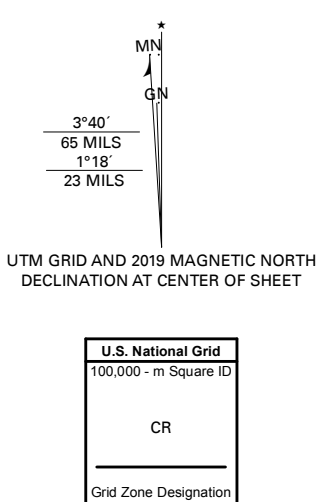 ★
MN
GN
3°40´
65 MILS
1°18´
23 MILS
UTM GRID AND 2019 MAGNETIC NORTH
DECLINATION AT CENTER OF SHEET
U.S. National Grid
100,000 - m Square ID
CR
Grid Zone Designation